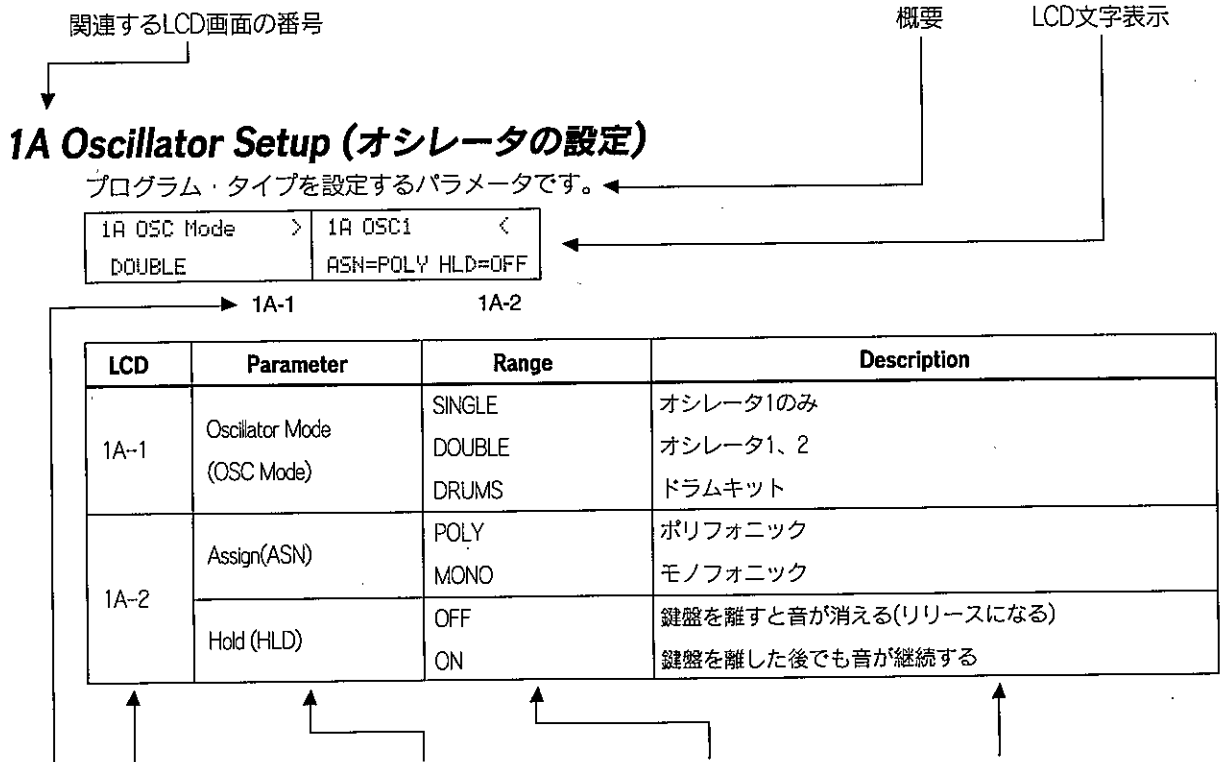 関連するLCD画面の番号
概要
LCD文字表示
1A Oscillator Setup (オシレータの設定)
プログラム・タイプを設定するパラメータです。
1A OSC Mode >
DOUBLE
1A OSC1 <
ASN=POLY HLD=OFF
1A-1
1A-2
LCD Parameter Range Description
1A-1
Oscillator Mode
(OSC Mode)
SINGLE オシレータ1のみ
DOUBLE オシレータ1、2
DRUMS ドラムキット
1A-2
Assign(ASN)
POLY ポリフォニック
MONO モノフォニック
Hold (HLD)
OFF 鍵盤を離すと音が消える(リリースになる)
ON 鍵盤を離した後でも音が継続する